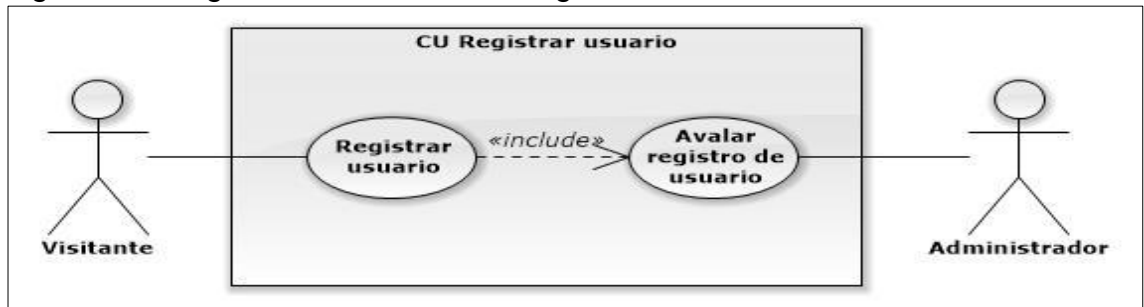 CU Registrar usuario
Registrar
usuario
«include»
Avalar
registro de
usuario
Visitante
Administrador